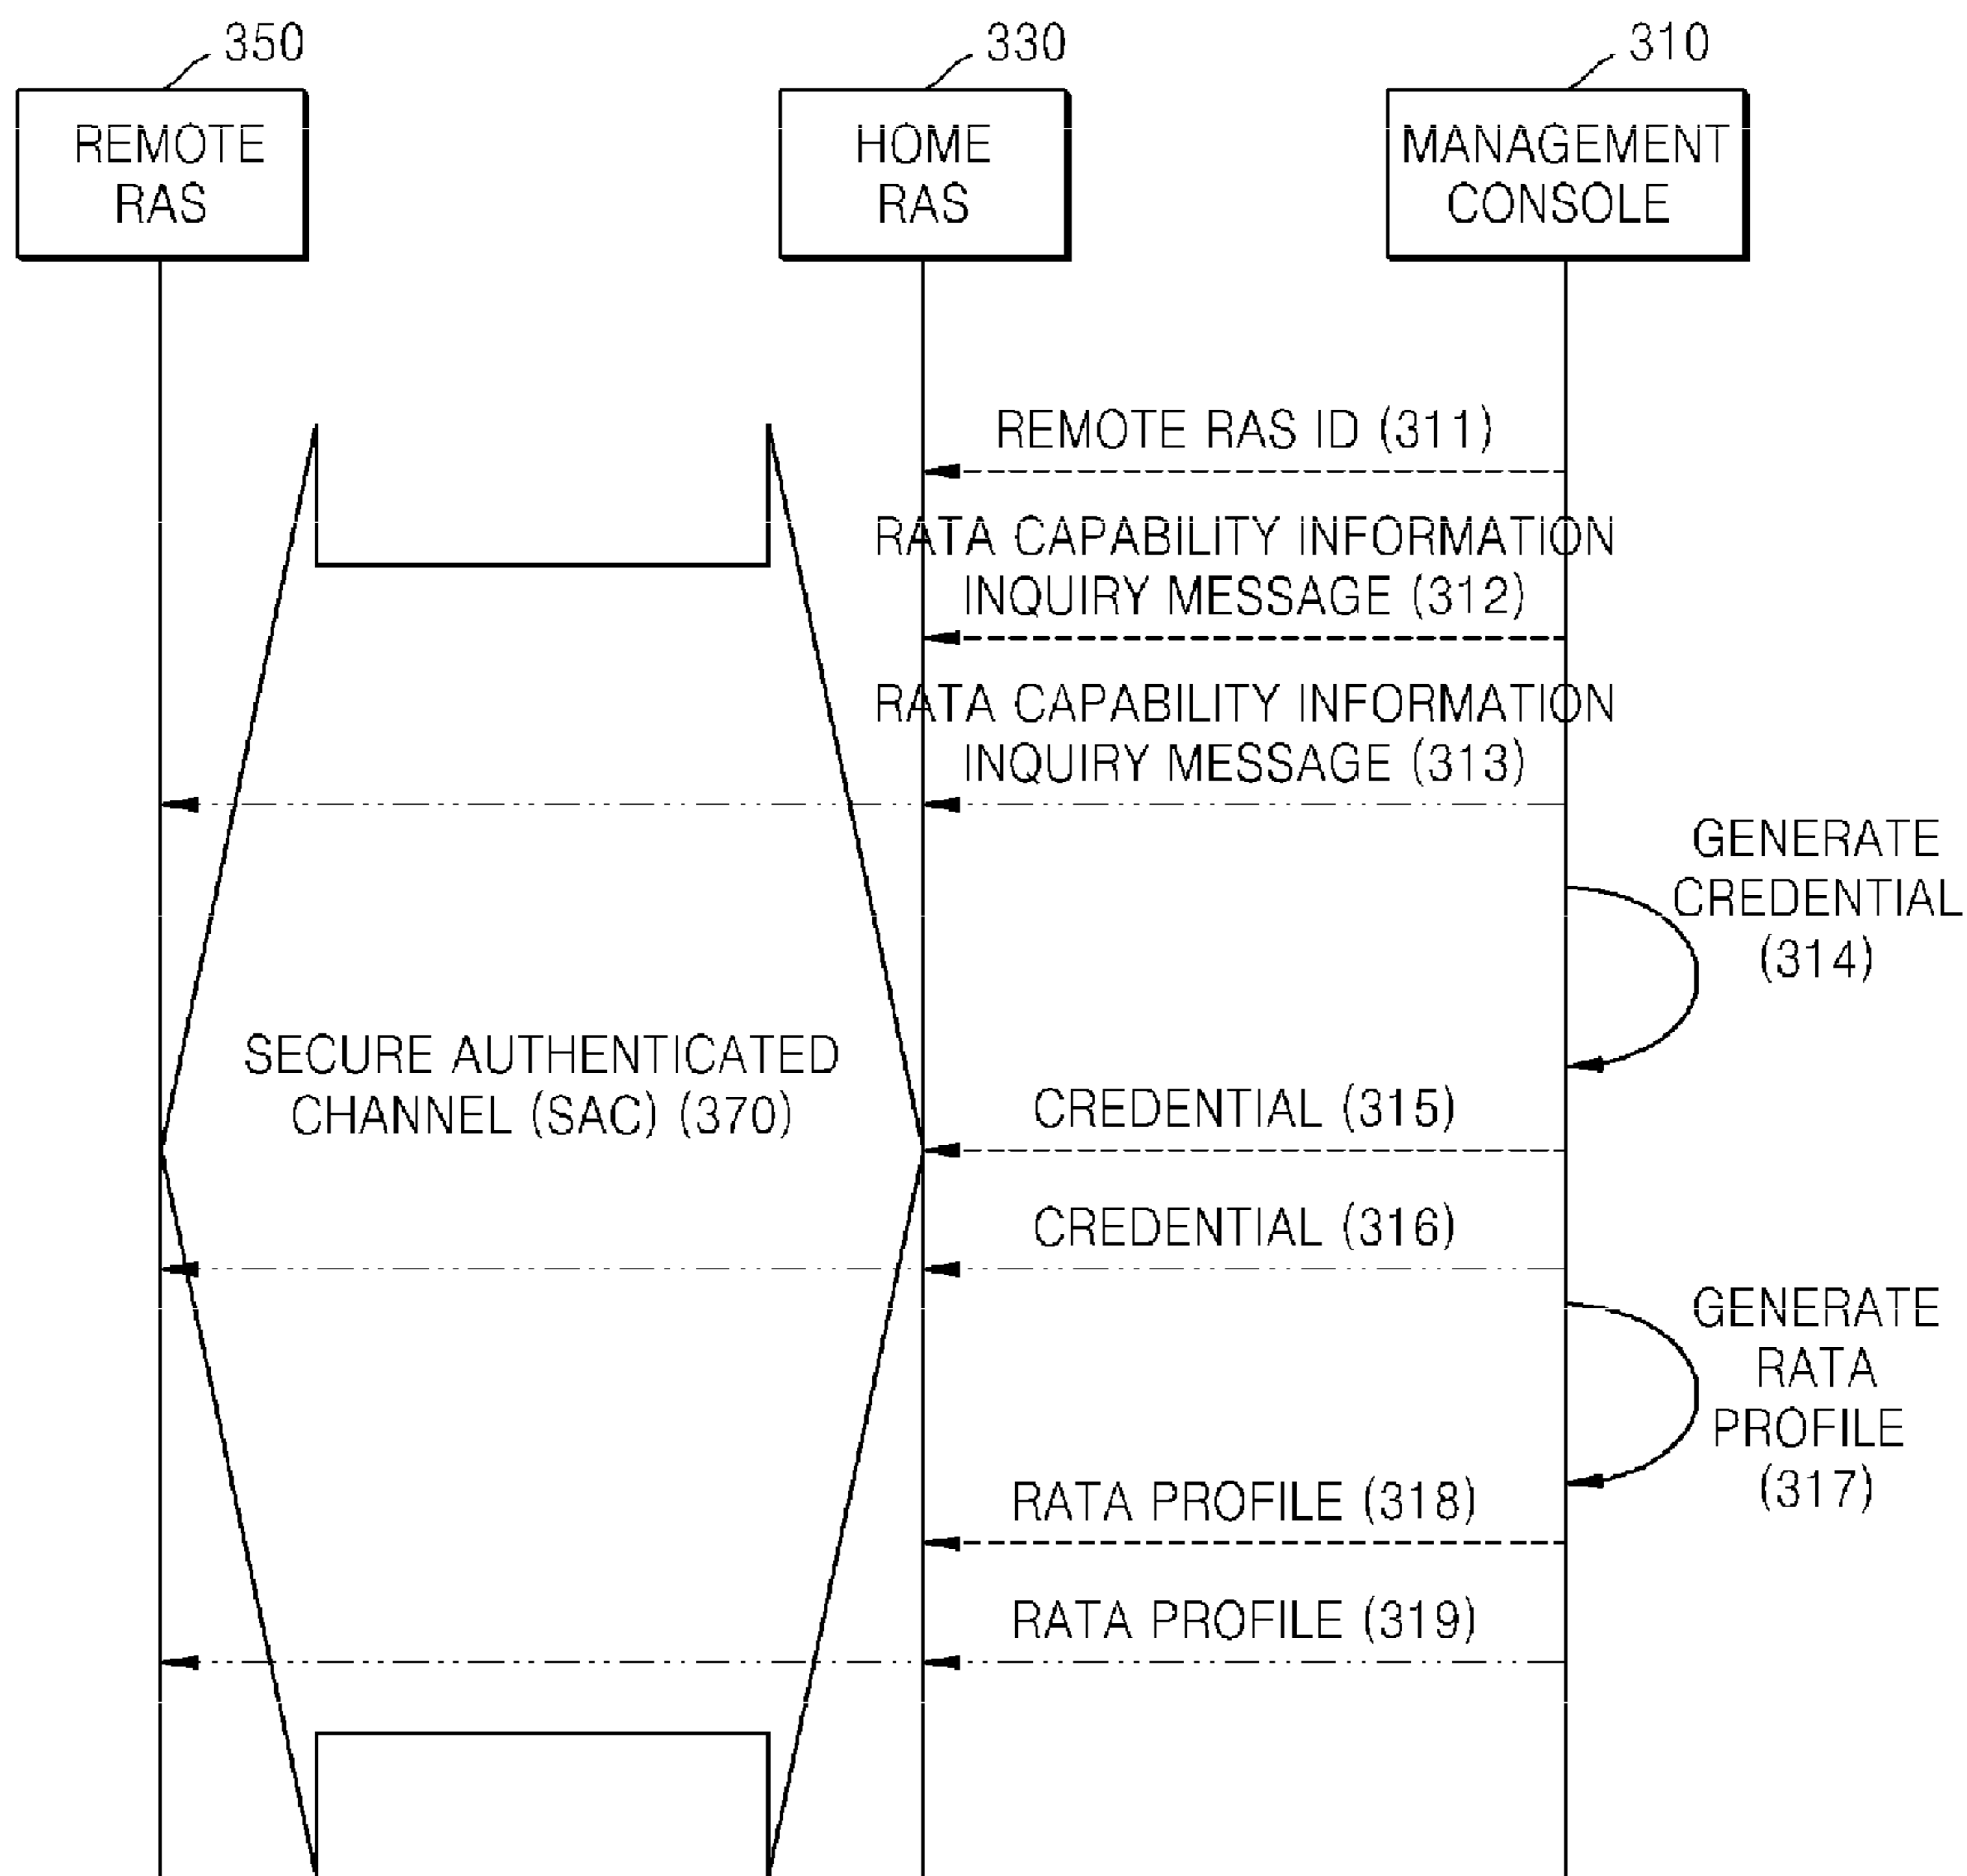 350
330
310
REMOTE
RAS
HOME
RAS
MANAGEMENT
CONSOLE
REMOTE RAS ID (311)
RATA CAPABILITY INFORMATION
INQUIRY MESSAGE (312)
RATA CAPABILITY INFORMATION
INQUIRY MESSAGE (313)
GENERATE
CREDENTIAL
(314)
SECURE AUTHENTICATED
CHANNEL (SAC) (370)
CREDENTIAL (315)
CREDENTIAL (316)
GENERATE
RATA
PROFILE
(317)
RATA PROFILE (318)
RATA PROFILE (319)